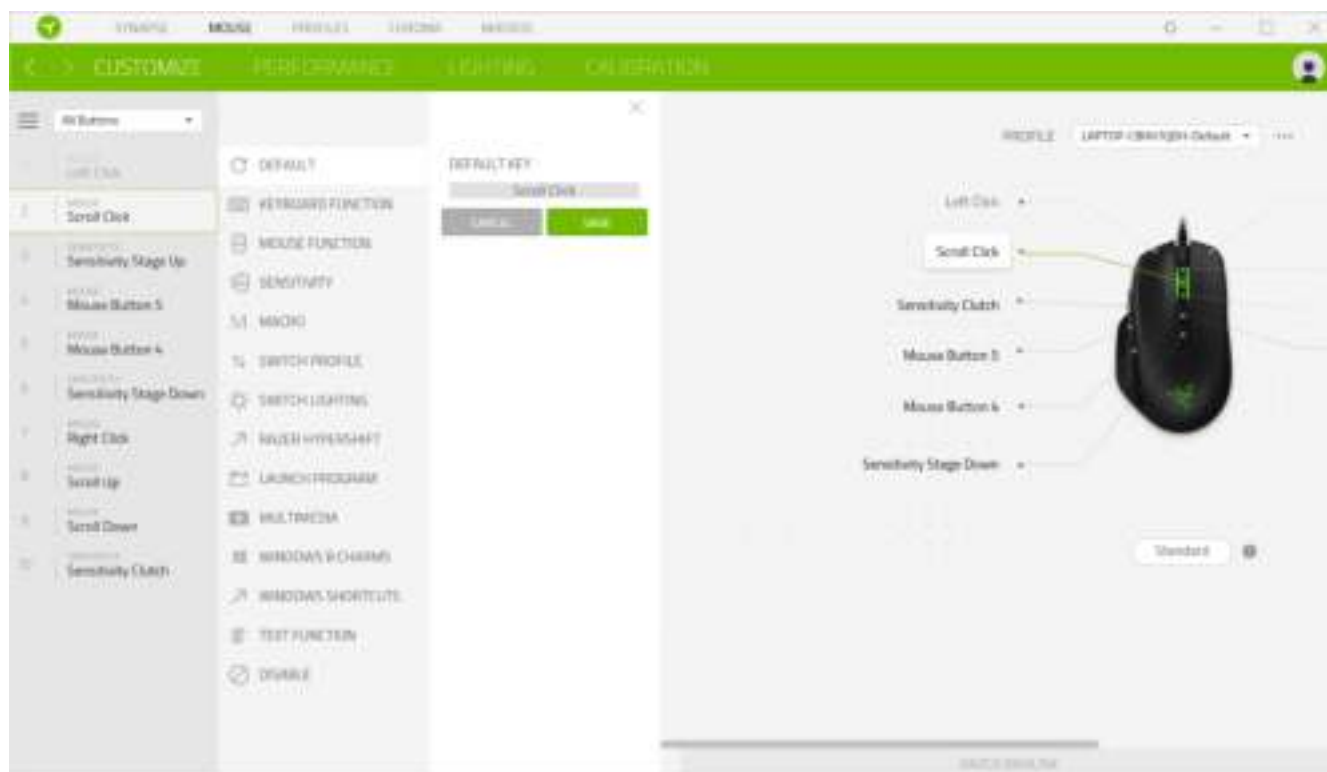 SYNAPSE MOUSE PROFILES CHROMA MACROS
CUSTOMIZE PERFORMANCE LIGHTING CALIBRATION
All Buttons
PROFILE
Left Click
2 MOUSE
Scroll Click
Sensitivity Stage Up
Mouse Button 5
Mouse Button 4
Sensitivity Stage Down
Right Click
Scroll Up
Scroll Down
Sensitivity Clutch
DEFAULT
KEYBOARD FUNCTION
MOUSE FUNCTION
SENSITIVITY
MACRO
SWITCH PROFILE
SWITCH LIGHTING
RAZER HYPERSHIFT
LAUNCH PROGRAM
MULTIMEDIA
WINDOWS 8 CHARMS
WINDOWS SHORTCUTS
TEXT FUNCTION
DISABLE
DEFAULT KEY
Scroll Click
CANCEL SAVE
Left Click
Scroll Click
Sensitivity Clutch
Mouse Button 5
Mouse Button 4
Sensitivity Stage Down
Standard